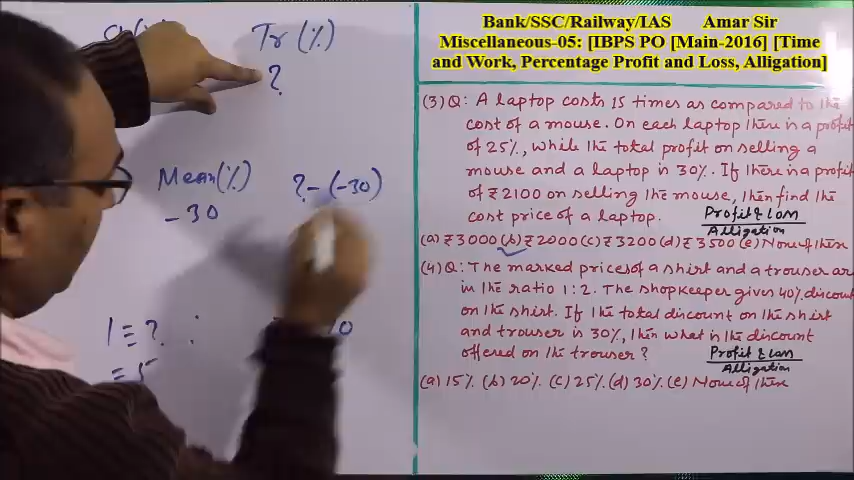 Bank/SSC/Railway/IAS Amar Sir
Miscellaneous-05: [IBPS PO [Main-2016] [Time
and Work, Percentage Profit and Loss, Alligation]
Tr (%)
?
Mean(%)
-30
?-(-30)
1 ≡ ? :
≡ 5
(3) Q: A laptop costs 15 times as compared to the
cost of a mouse. On each laptop there is a profit
of 25%, while the total profit on selling a
mouse and a laptop is 30%. If there is a profit
of ₹2100 on selling the mouse, then find the
cost price of a laptop. Profit & Loss
Alligation
(a) ₹3000 (b) ₹2000 (c) ₹3200 (d) ₹3500 (e) None of these
(4) Q: The marked prices of a shirt and a trouser ar
in the ratio 1:2. The shopkeeper gives 40% discount
on the shirt. If the total discount on the shirt
and trouser is 30%, then what is the discount
offered on the trouser? Profit & Loss
Alligation
(a) 15% (b) 20% (c) 25% (d) 30% (e) None of these